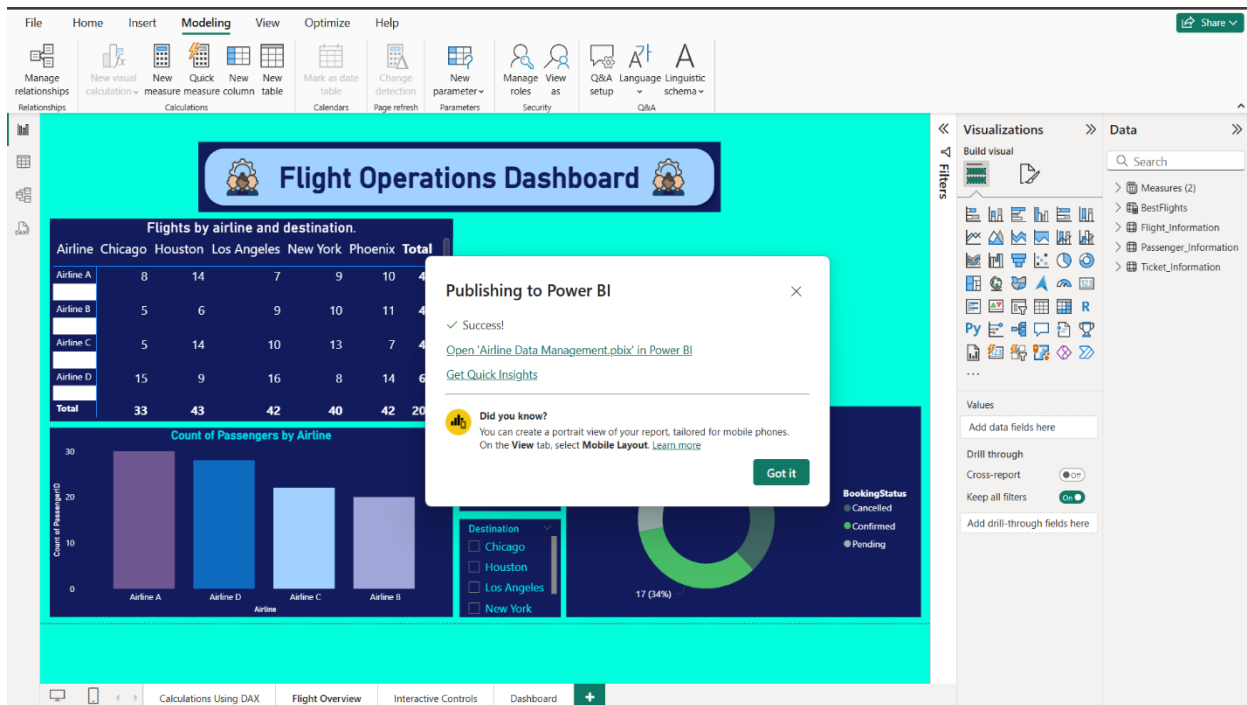 File Home Insert Modeling View Optimize Help
Share
Manage relationships
New visual calculation
New measure
Quick measure
New column
New table
Mark as date table
Change detection
New parameter
Manage roles
View as
Q&A setup
Language
Linguistic schema
Relationships
Calculations
Calendars
Page refresh
Parameters
Security
Q&A
Flight Operations Dashboard
Flights by airline and destination.
Airline Chicago Houston Los Angeles New York Phoenix Total
Airline A 8 14 7 9 10 4
Airline B 5 6 9 10 11 4
Airline C 5 14 10 13 7 4
Airline D 15 9 16 8 14 6
Total 33 43 42 40 42 20
Count of Passengers by Airline
Count of PassengerID
30
20
10
0
Airline A Airline D Airline C Airline B
Airline
Publishing to Power BI
Success!
Open 'Airline Data Management.pbix' in Power BI
Get Quick Insights
Did you know?
You can create a portrait view of your report, tailored for mobile phones.
On the View tab, select Mobile Layout. Learn more
Got it
Destination
Chicago
Houston
Los Angeles
New York
17 (34%)
BookingStatus
Cancelled
Confirmed
Pending
Filters
Visualizations
Build visual
123
R
Py
Values
Add data fields here
Drill through
Cross-report
Off
Keep all filters
On
Add drill-through fields here
Data
Search
Measures (2)
BestFlights
Flight_Information
Passenger_Information
Ticket_Information
Calculations Using DAX
Flight Overview
Interactive Controls
Dashboard